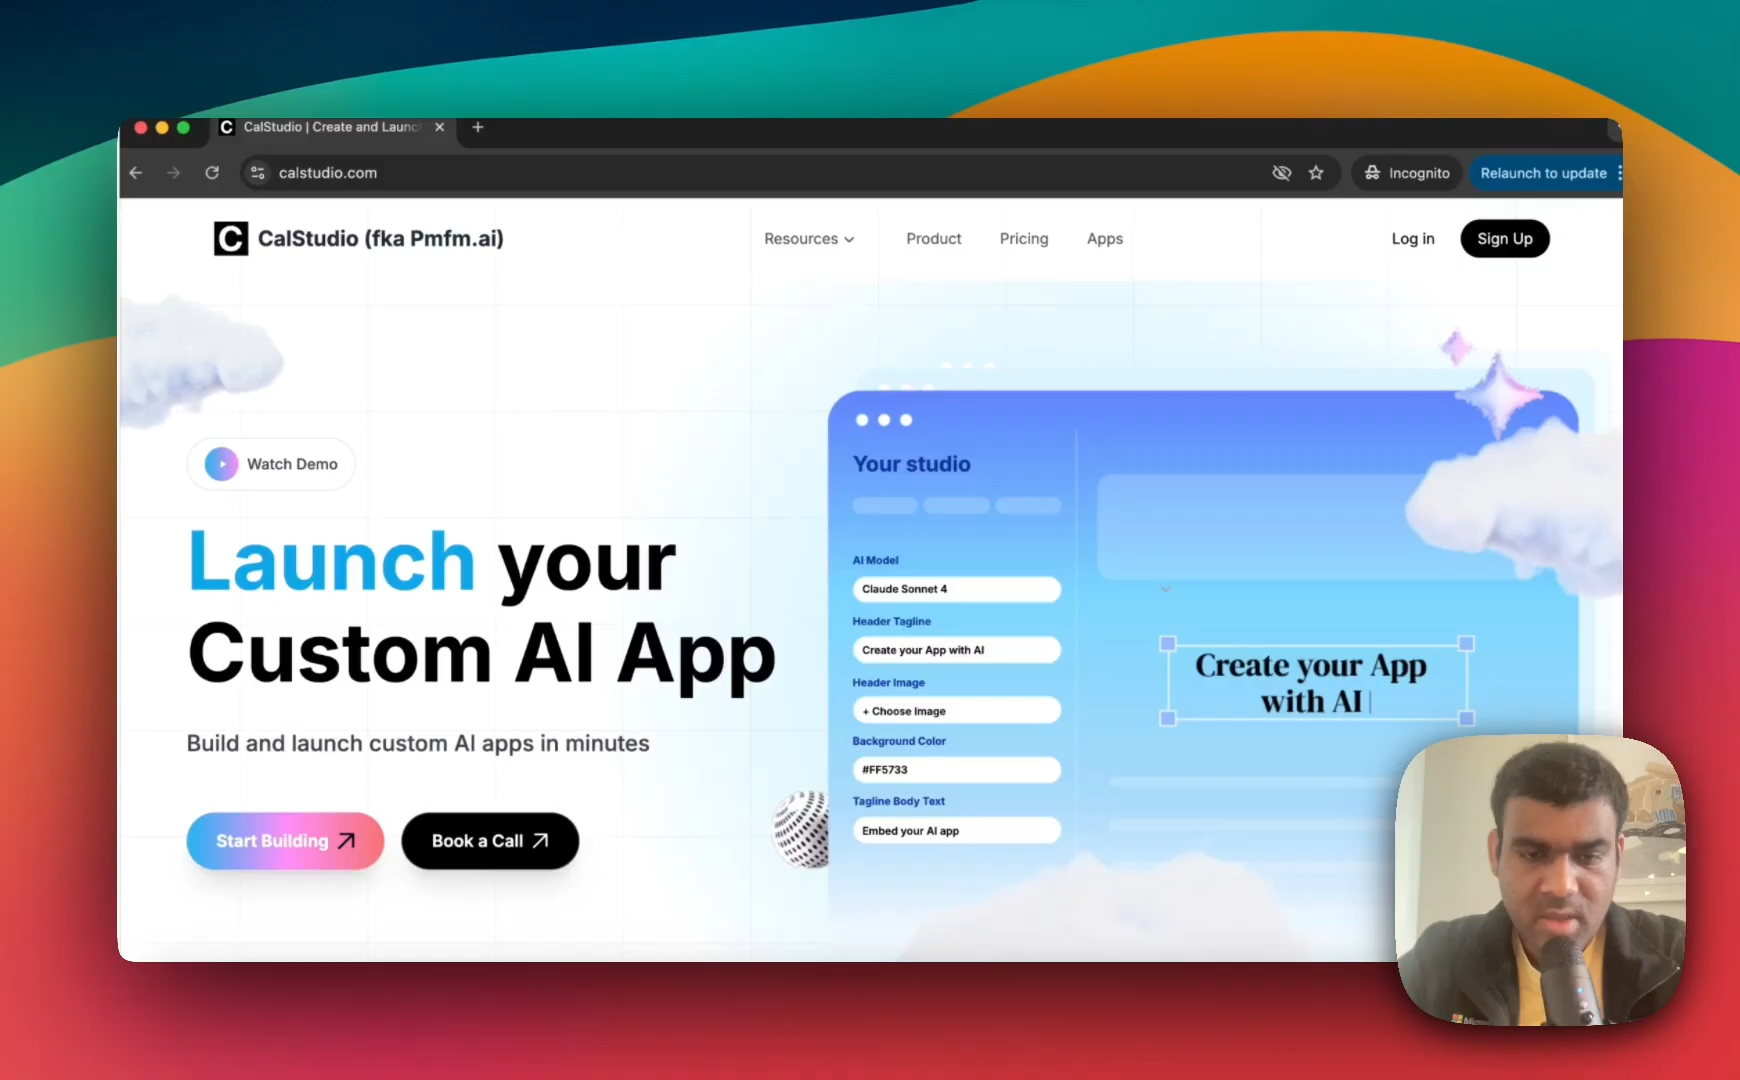 CalStudio | Create and Launc
calstudio.com
Incognito
Relaunch to update
C CalStudio (fka Pmfm.ai)
Resources
Product
Pricing
Apps
Log in
Sign Up
Watch Demo
Launch your
Custom AI App
Build and launch custom AI apps in minutes
Start Building
Book a Call
Your studio
AI Model
Claude Sonnet 4
Header Tagline
Create your App with AI
Header Image
+ Choose Image
Background Color
#FF5733
Tagline Body Text
Embed your AI app
Create your App
with AI